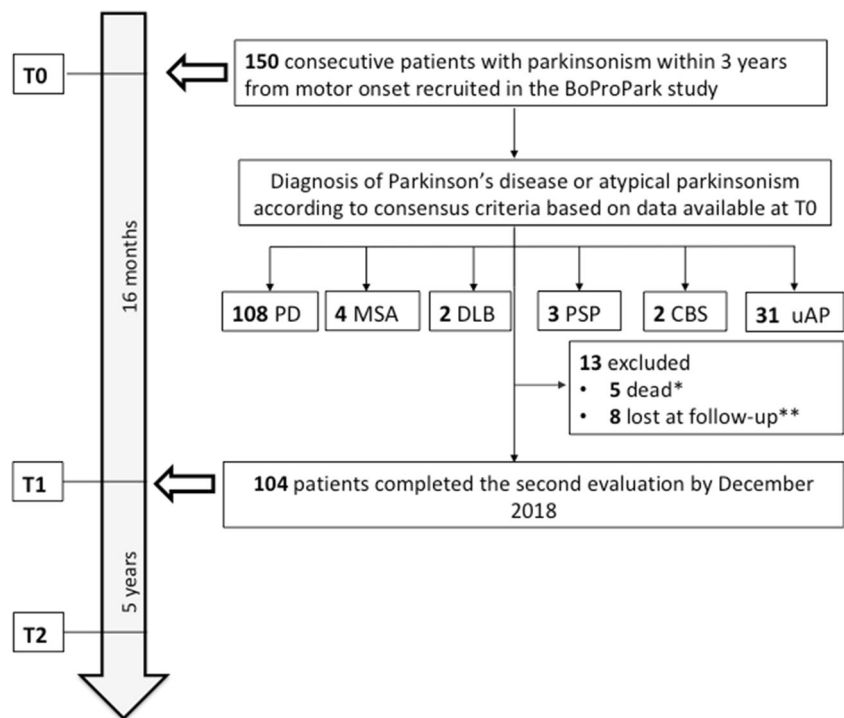 T0
150 consecutive patients with parkinsonism within 3 years
from motor onset recruited in the BoProPark study
Diagnosis of Parkinson's disease or atypical parkinsonism
according to consensus criteria based on data available at T0
16 months
108 PD
4 MSA
2 DLB
3 PSP
2 CBS
31 uAP
13 excluded
• 5 dead*
• 8 lost at follow-up**
T1
104 patients completed the second evaluation by December
2018
5 years
T2